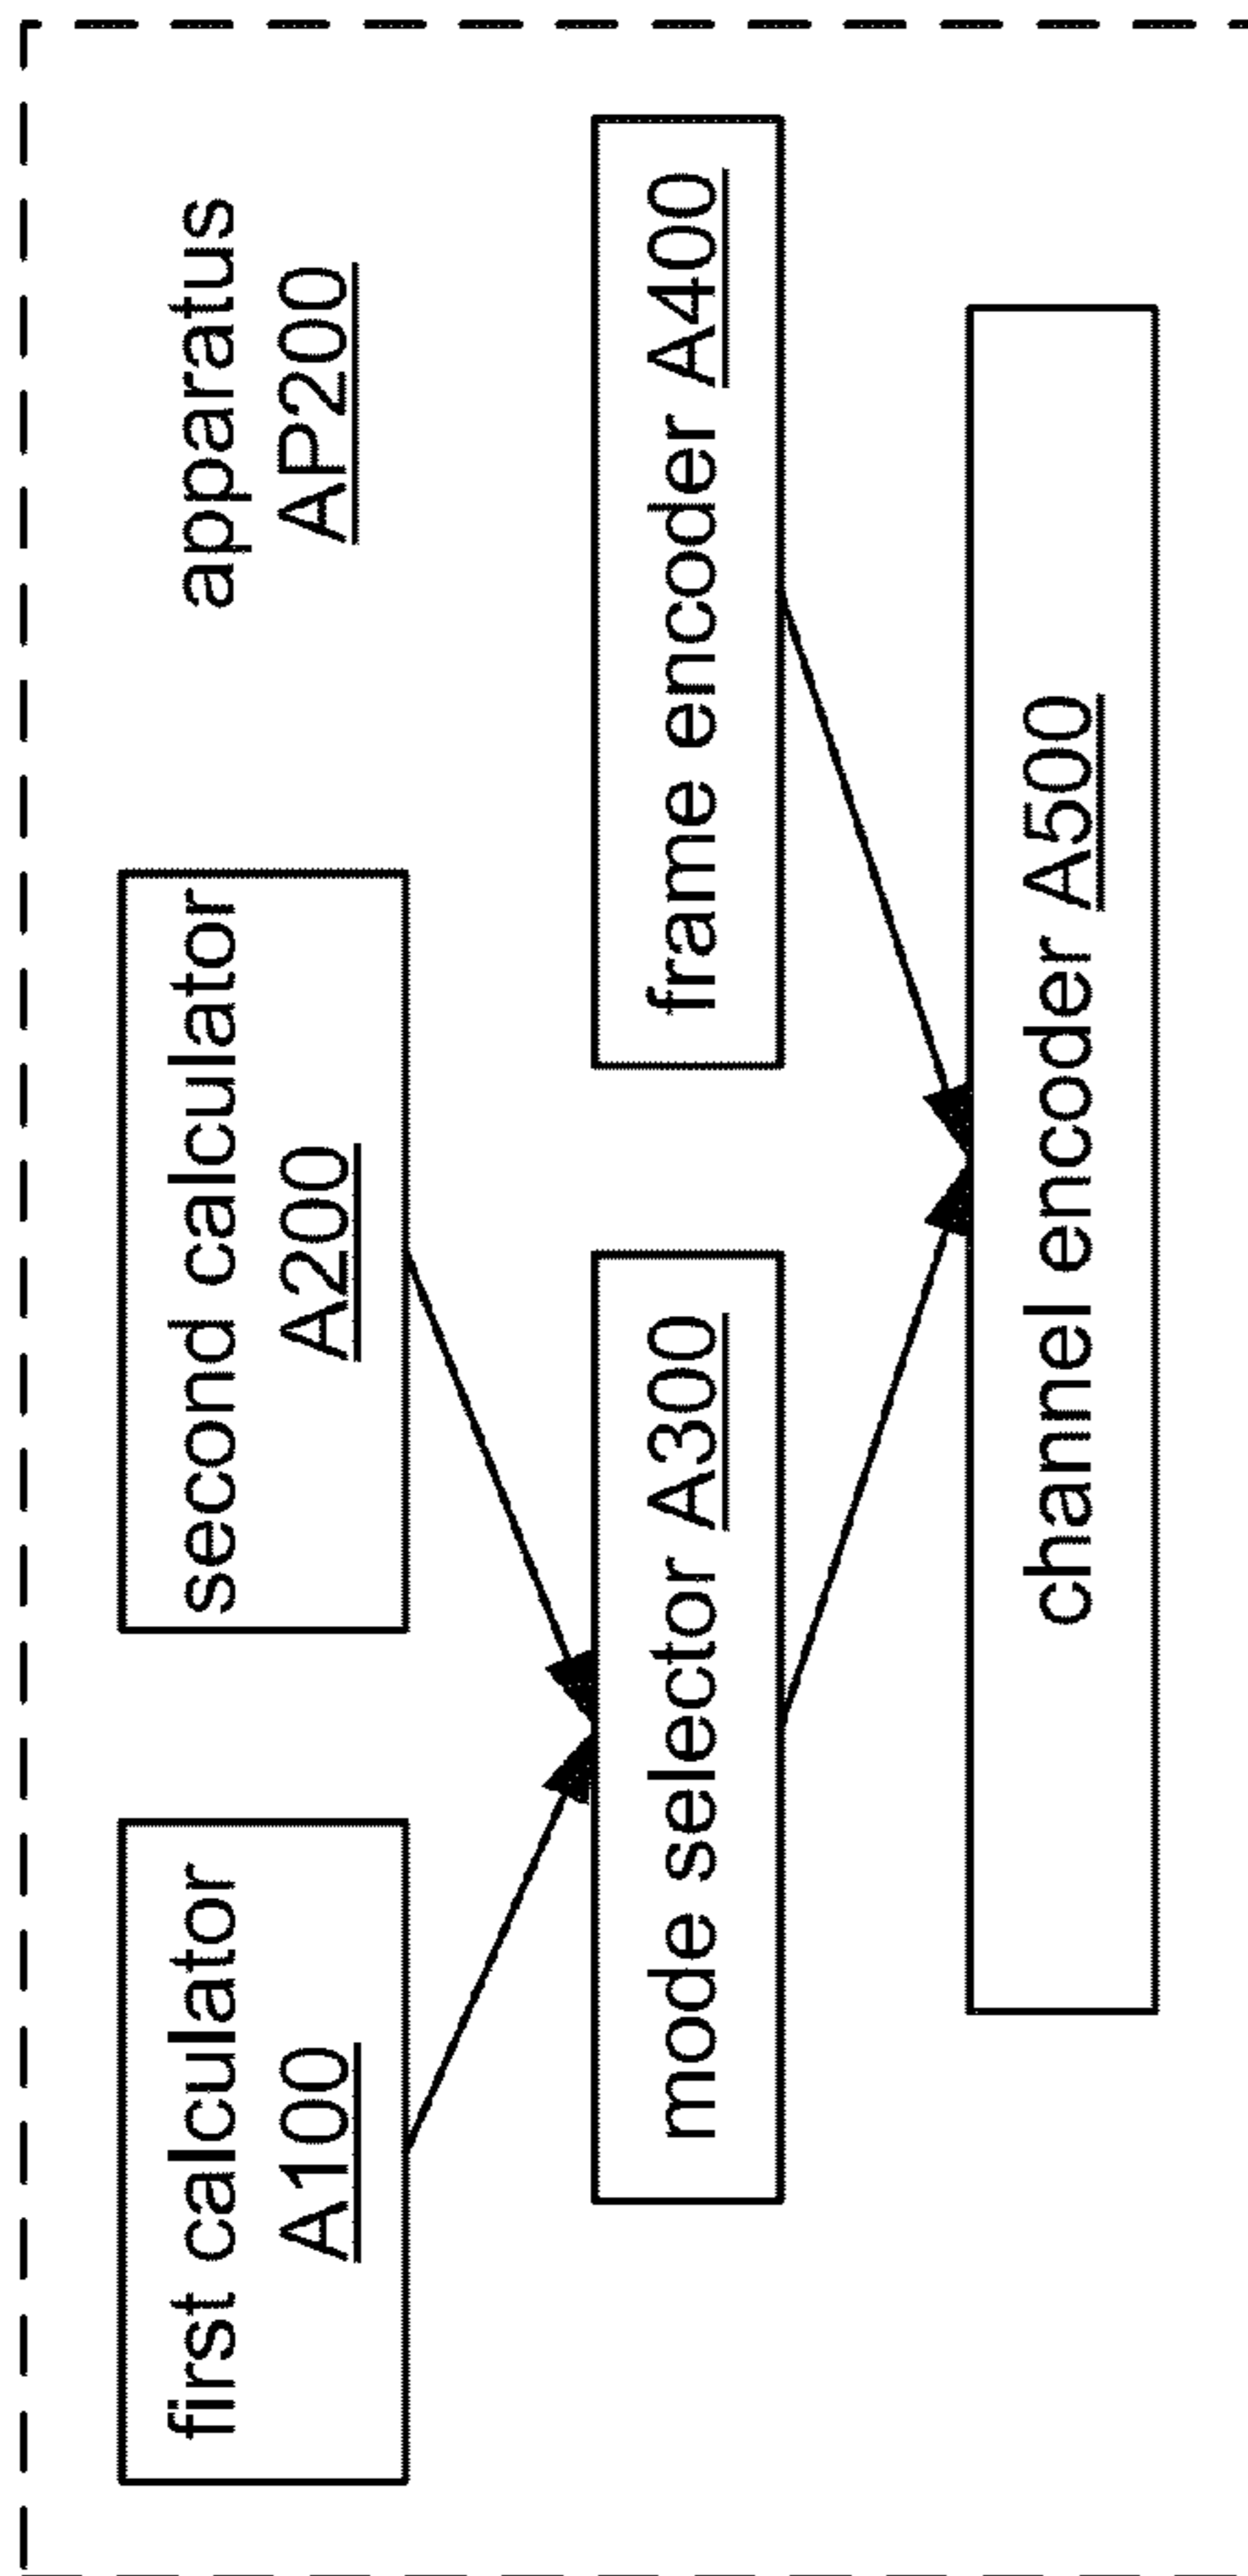 first calculator
A100
second calculator
A200
apparatus
AP200
mode selector A300
frame encoder A400
channel encoder A500